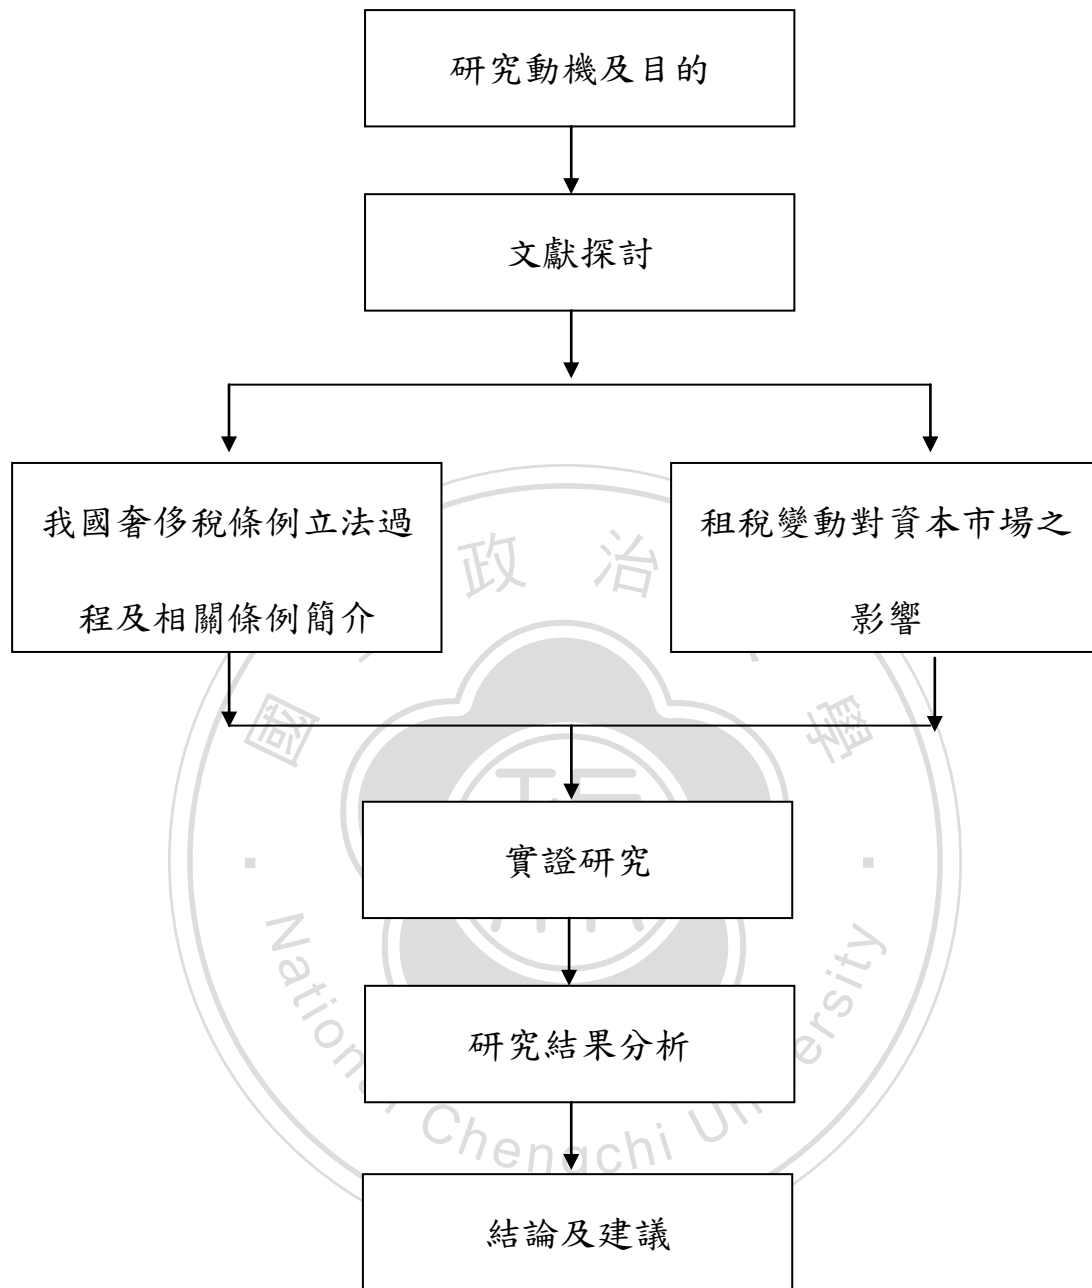 研究動機及目的
文獻探討
我國奢侈稅條例立法過
程及相關條例簡介
租稅變動對資本市場之
影響
實證研究
研究結果分析
結論及建議
國
政 治
學
National Chengchi University